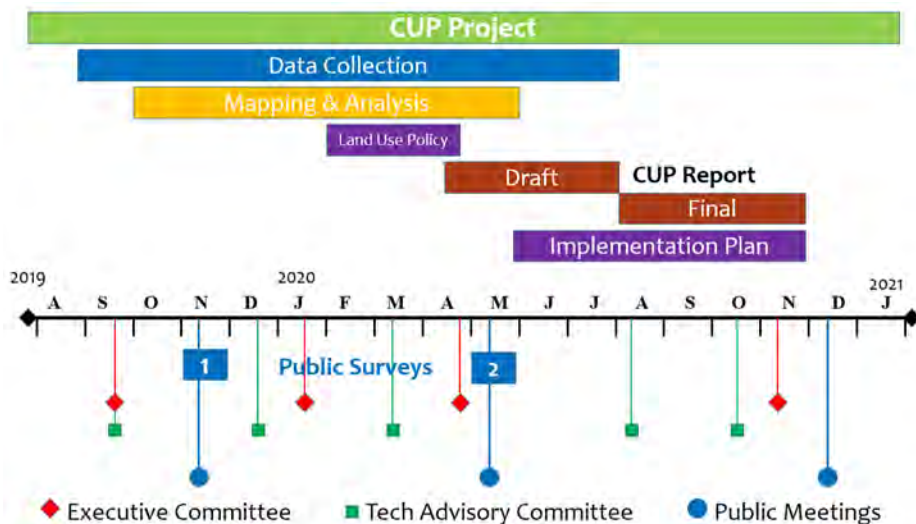 CUP Project
Data Collection
Mapping & Analysis
Land Use Policy
Draft CUP Report
Final
Implementation Plan
2019 2020 2021
A S O N D J F M A M J J A S O N D J
1 Public Surveys 2
Executive Committee Tech Advisory Committee Public Meetings